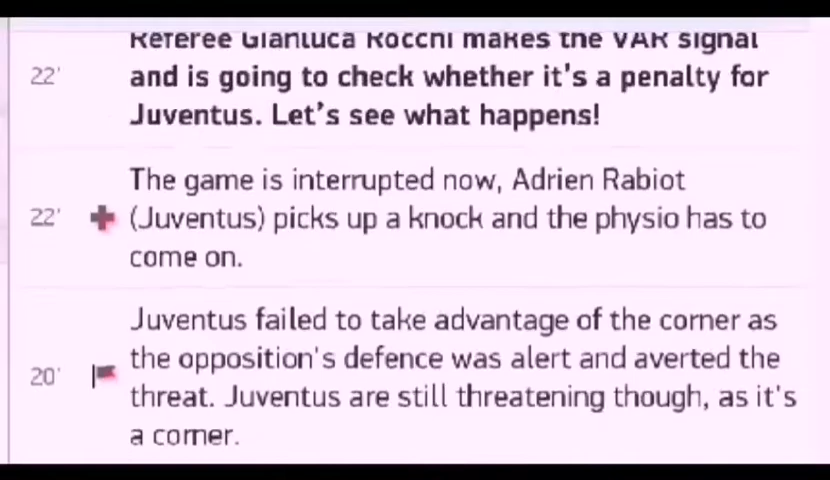 Referee Gianluca Rocchi makes the VAR signal
22' and is going to check whether it's a penalty for
Juventus. Let's see what happens!
The game is interrupted now, Adrien Rabiot
22' (Juventus) picks up a knock and the physio has to
come on.
Juventus failed to take advantage of the corner as
the opposition's defence was alert and averted the
20' threat. Juventus are still threatening though, as it's
a corner.